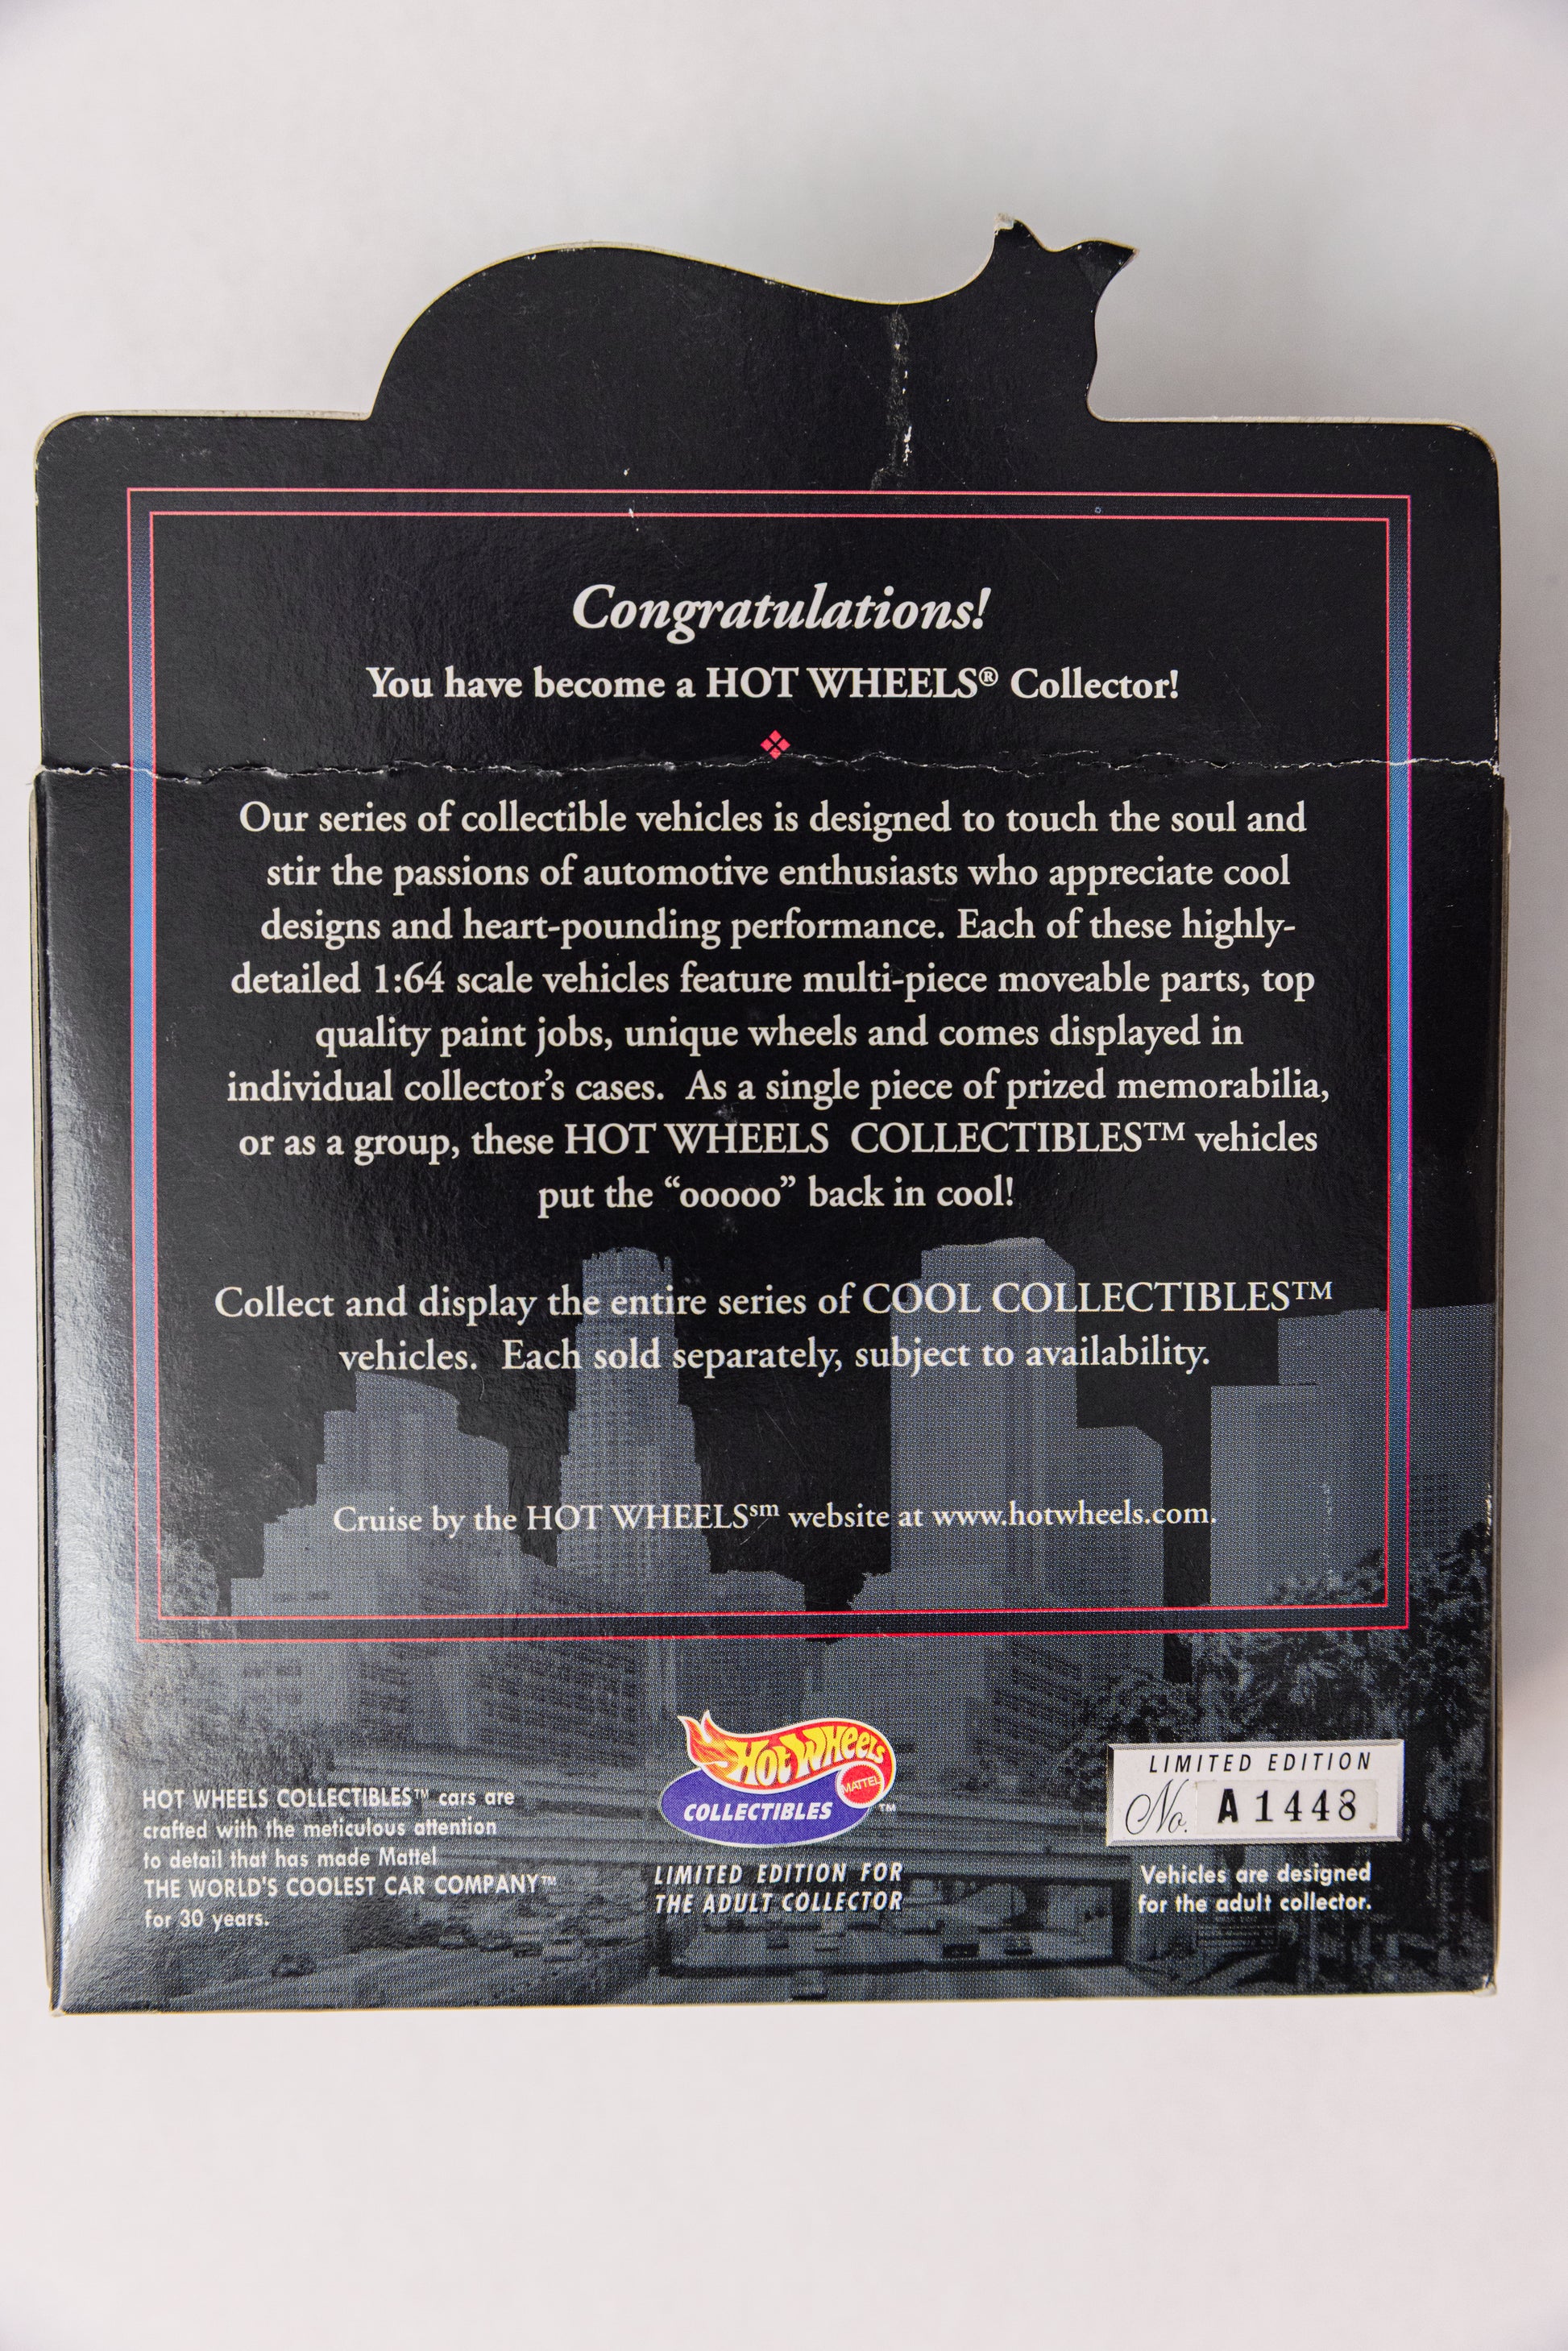 Congratulations!
You have become a HOT WHEELS® Collector!
Our series of collectible vehicles is designed to touch the soul and
stir the passions of automotive enthusiasts who appreciate cool
designs and heart-pounding performance. Each of these highly-
detailed 1:64 scale vehicles feature multi-piece moveable parts, top
quality paint jobs, unique wheels and comes displayed in
individual collector's cases.  As a single piece of prized memorabilia,
or as a group, these HOT WHEELS  COLLECTIBLES™ vehicles
put the “ooooo” back in cool!
Collect and display the entire series of COOL COLLECTIBLES™
vehicles.  Each sold separately, subject to availability.
Cruise by the HOT WHEELS℠ website at www.hotwheels.com.
HOT WHEELS COLLECTIBLES™ cars are
crafted with the meticulous attention
to detail that has made Mattel
THE WORLD'S COOLEST CAR COMPANY™
for 30 years.
Hot Wheels
MATTEL
COLLECTIBLES ™
LIMITED EDITION FOR
THE ADULT COLLECTOR
LIMITED EDITION
No. A1448
Vehicles are designed
for the adult collector.